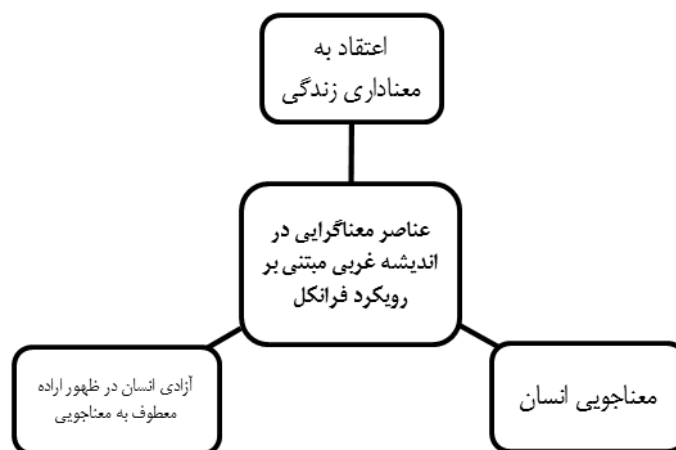 اعتقاد به
معناداری زندگی
عناصر معناگرایی در
اندیشه غربی مبتنی بر
رویکرد فرانکل
معناجویی انسان
آزادی انسان در ظهور اراده
معطوف به معناجویی